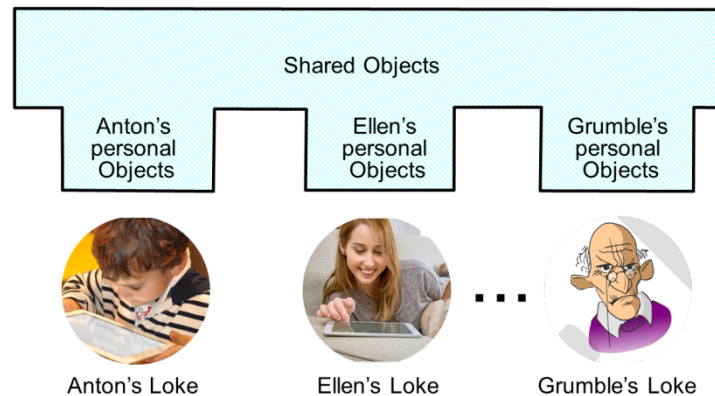 Shared Objects
Anton's
personal
Objects
Ellen's
personal
Objects
Grumble's
personal
Objects
...
Anton's Loke
Ellen's Loke
Grumble's Loke